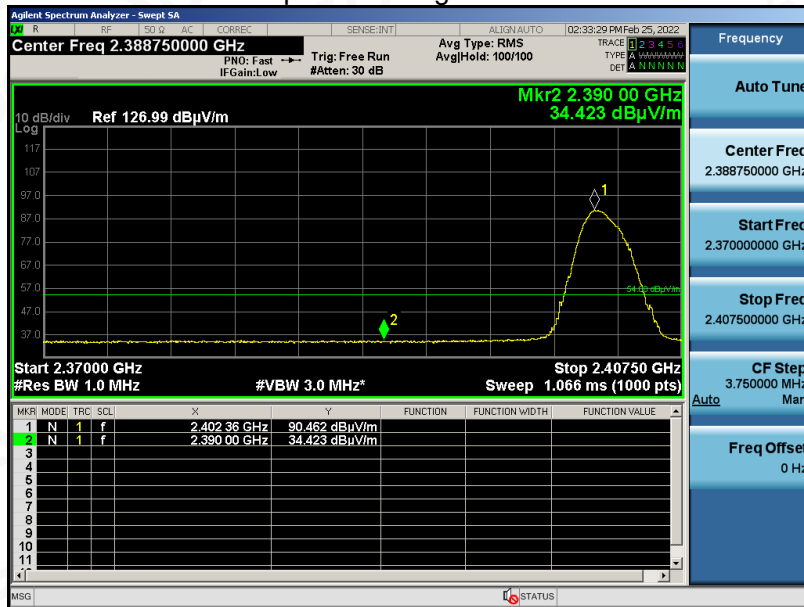 Agilent Spectrum Analyzer - Swept SA
LXI R RF 50 Ω AC CORREC SENSE:INT ALIGN AUTO 02:33:29 PM Feb 25, 2022
Center Freq 2.388750000 GHz
PNO: Fast
IFGain:Low
Trig: Free Run
#Atten: 30 dB
Avg Type: RMS
Avg|Hold: 100/100
TRACE 1 2 3 4 5 6
TYPE A WWWWW
DET A N N N N N
Mkr2 2.390 00 GHz
34.423 dBµV/m
10 dB/div Ref 126.99 dBµV/m
Log
117
107
97.0
87.0
77.0
67.0
57.0
47.0
37.0
1
2
54.00 dBµV/m
Start 2.37000 GHz Stop 2.40750 GHz
#Res BW 1.0 MHz #VBW 3.0 MHz* Sweep 1.066 ms (1000 pts)
MKR MODE TRC SCL X Y FUNCTION FUNCTION WIDTH FUNCTION VALUE
1 N 1 f 2.402 36 GHz 90.462 dBµV/m
2 N 1 f 2.390 00 GHz 34.423 dBµV/m
3
4
5
6
7
8
9
10
11
MSG STATUS
Frequency
Auto Tune
Center Freq
2.388750000 GHz
Start Freq
2.370000000 GHz
Stop Freq
2.407500000 GHz
CF Step
3.750000 MHz
Auto Man
Freq Offset
0 Hz